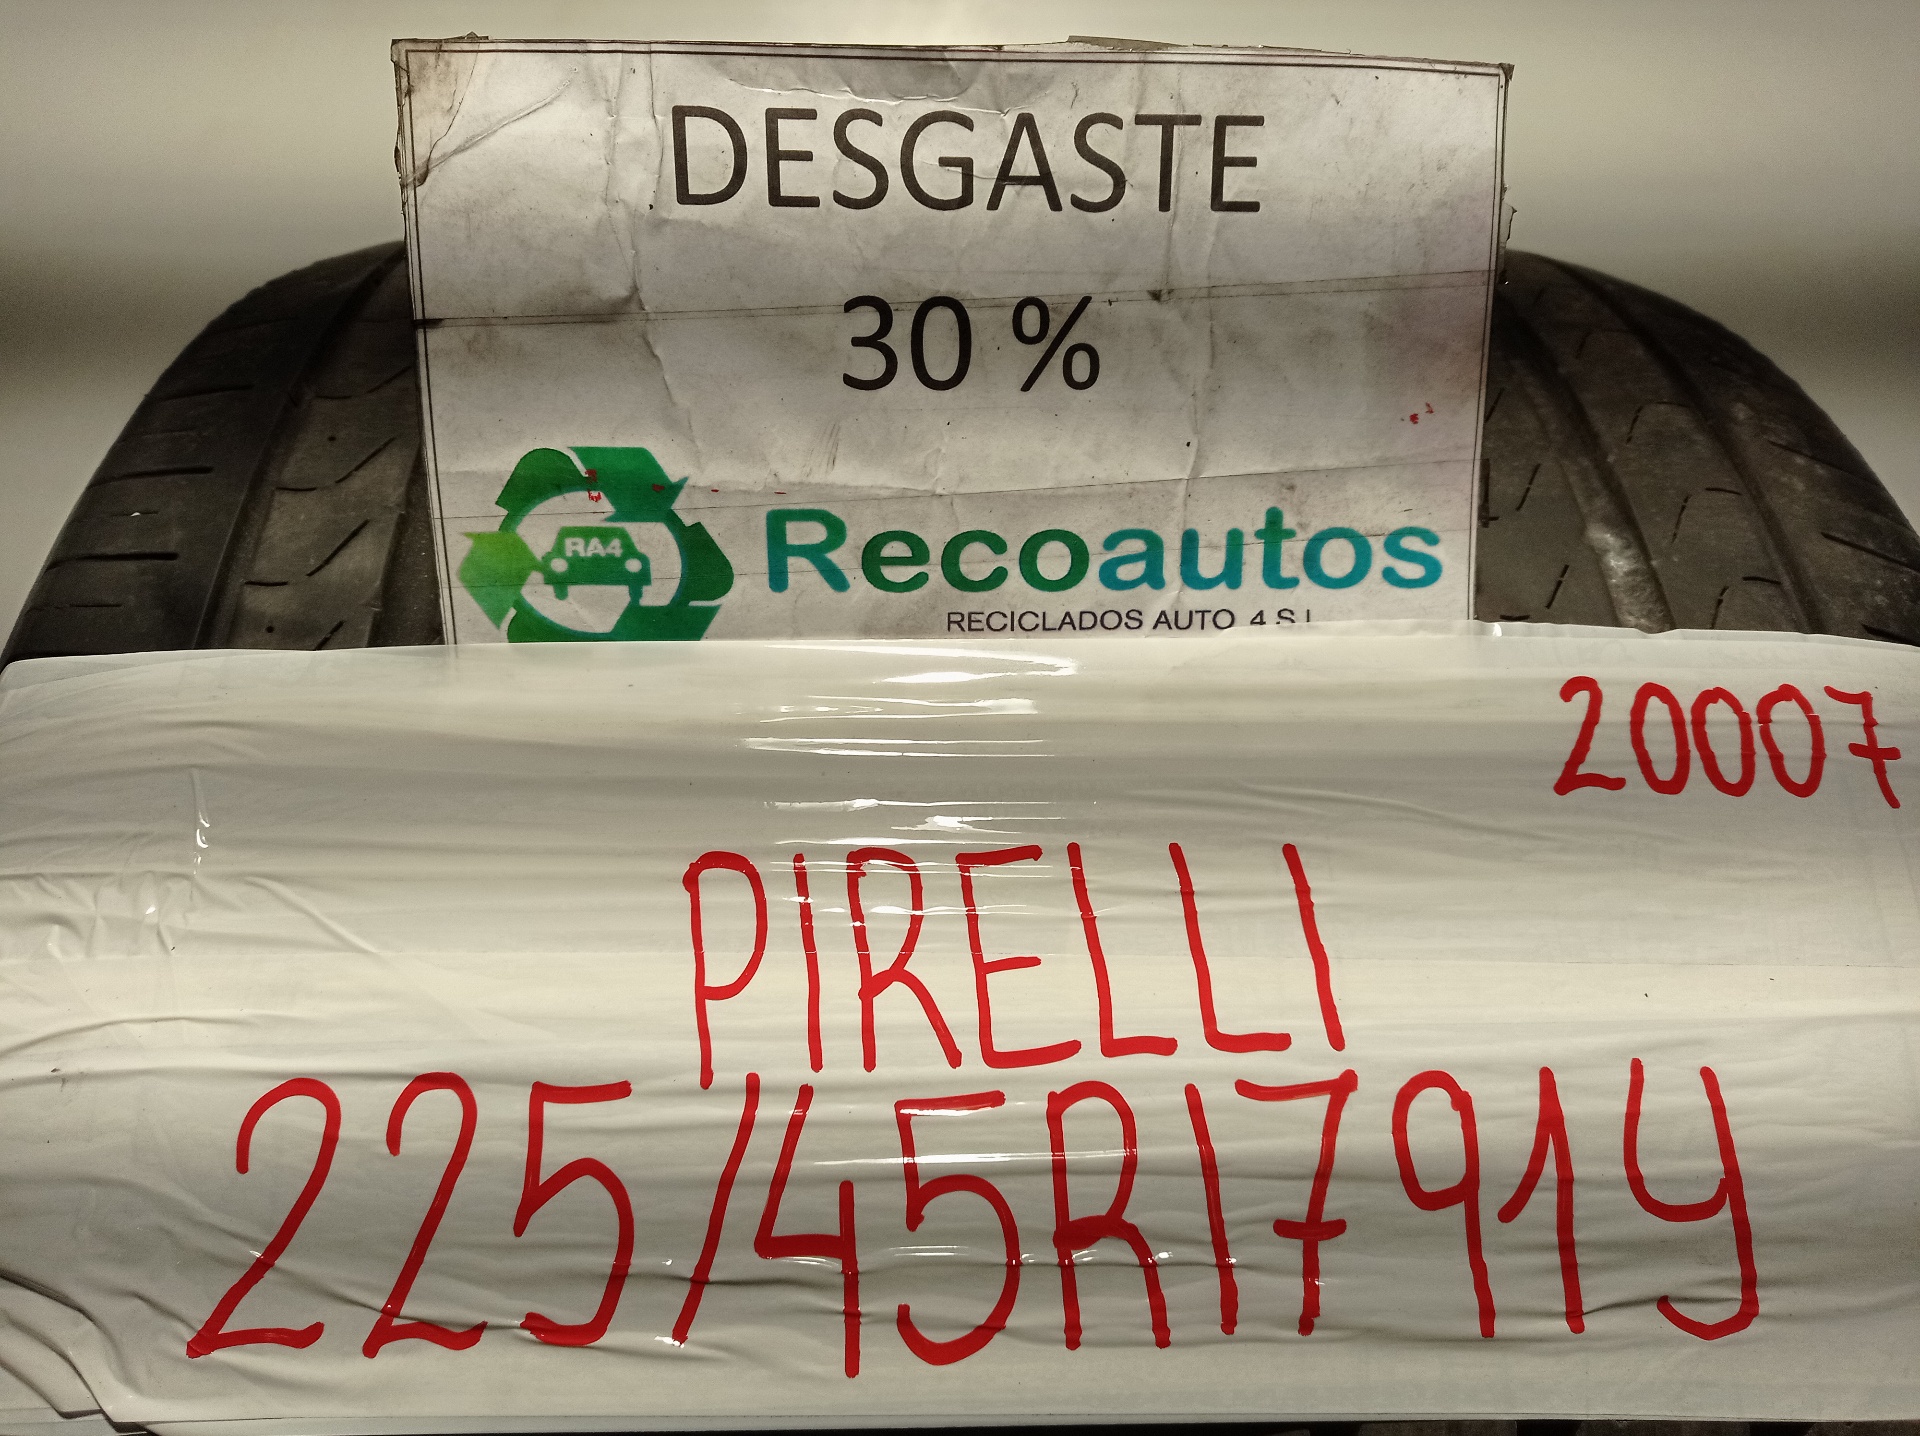 DESGASTE
30 %
RA4
Recoautos
RECICLADOS AUTO 4 S.L
20007
PIRELLI
225/45R17 91Y